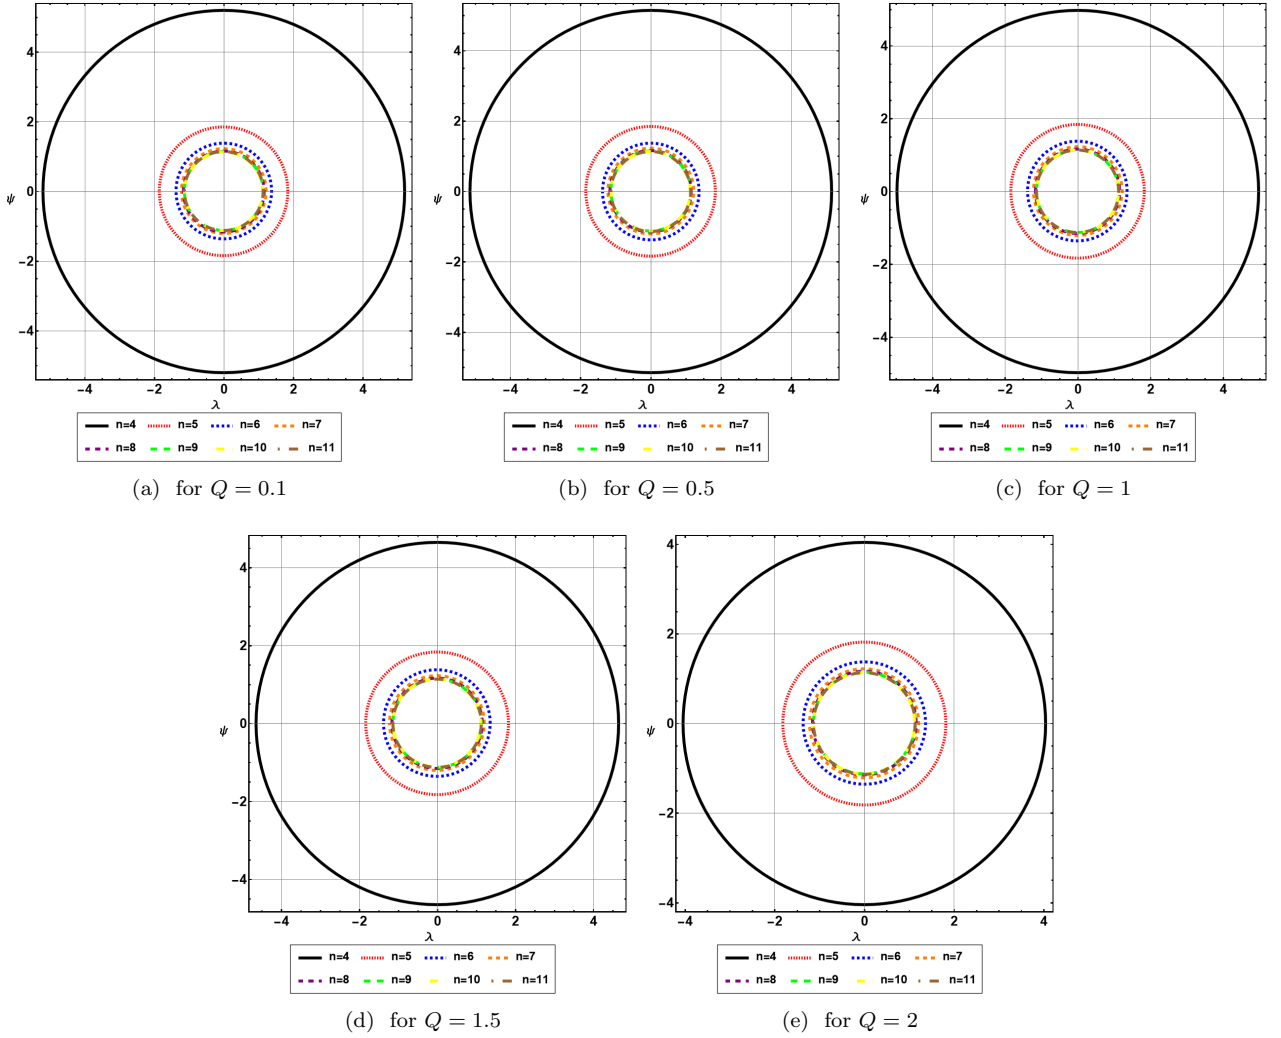 4
2
0
−2
−4
ψ
−4 −2 0 2 4
λ
n=4 n=5 n=6 n=7
n=8 n=9 n=10 n=11
(a) for Q = 0.1
4
2
0
−2
−4
ψ
−4 −2 0 2 4
λ
n=4 n=5 n=6 n=7
n=8 n=9 n=10 n=11
(b) for Q = 0.5
4
2
0
−2
−4
ψ
−4 −2 0 2 4
λ
n=4 n=5 n=6 n=7
n=8 n=9 n=10 n=11
(c) for Q = 1
4
2
0
−2
−4
ψ
−4 −2 0 2 4
λ
n=4 n=5 n=6 n=7
n=8 n=9 n=10 n=11
(d) for Q = 1.5
4
2
0
−2
−4
ψ
−4 −2 0 2 4
λ
n=4 n=5 n=6 n=7
n=8 n=9 n=10 n=11
(e) for Q = 2